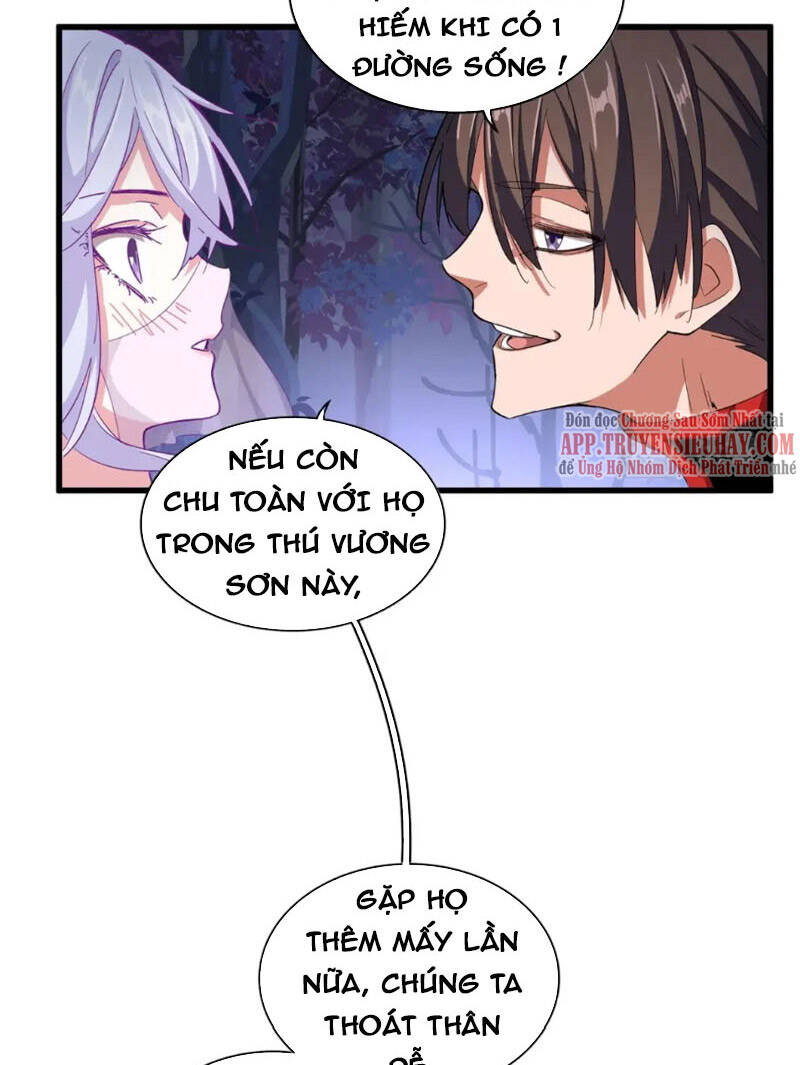 HIẾM KHI CÓ 1
ĐƯỜNG SỐNG !
Đón đọc Chương Sau Sớm Nhất tại
APP.TRUYENSIEUHAY.COM
để Ủng Hộ Nhóm Dịch Phát Triển nhé
NẾU CÒN
CHU TOÀN VỚI HỌ
TRONG THÚ VƯƠNG
SƠN NÀY,
GẶP HỌ
THÊM MẤY LẦN
NỮA, CHÚNG TA
THOÁT THÂN